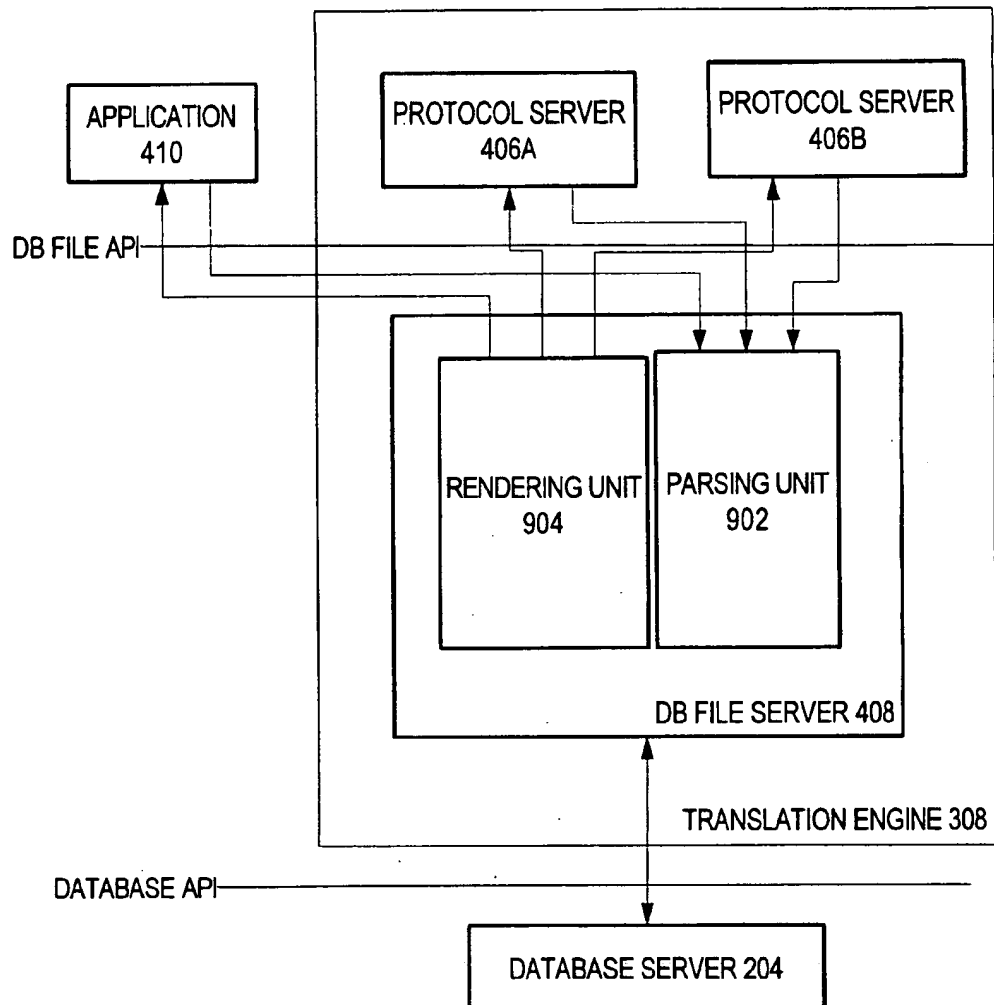 APPLICATION
410
PROTOCOL SERVER
406A
PROTOCOL SERVER
406B
DB FILE API
RENDERING UNIT
904
PARSING UNIT
902
DB FILE SERVER 408
TRANSLATION ENGINE 308
DATABASE API
DATABASE SERVER 204